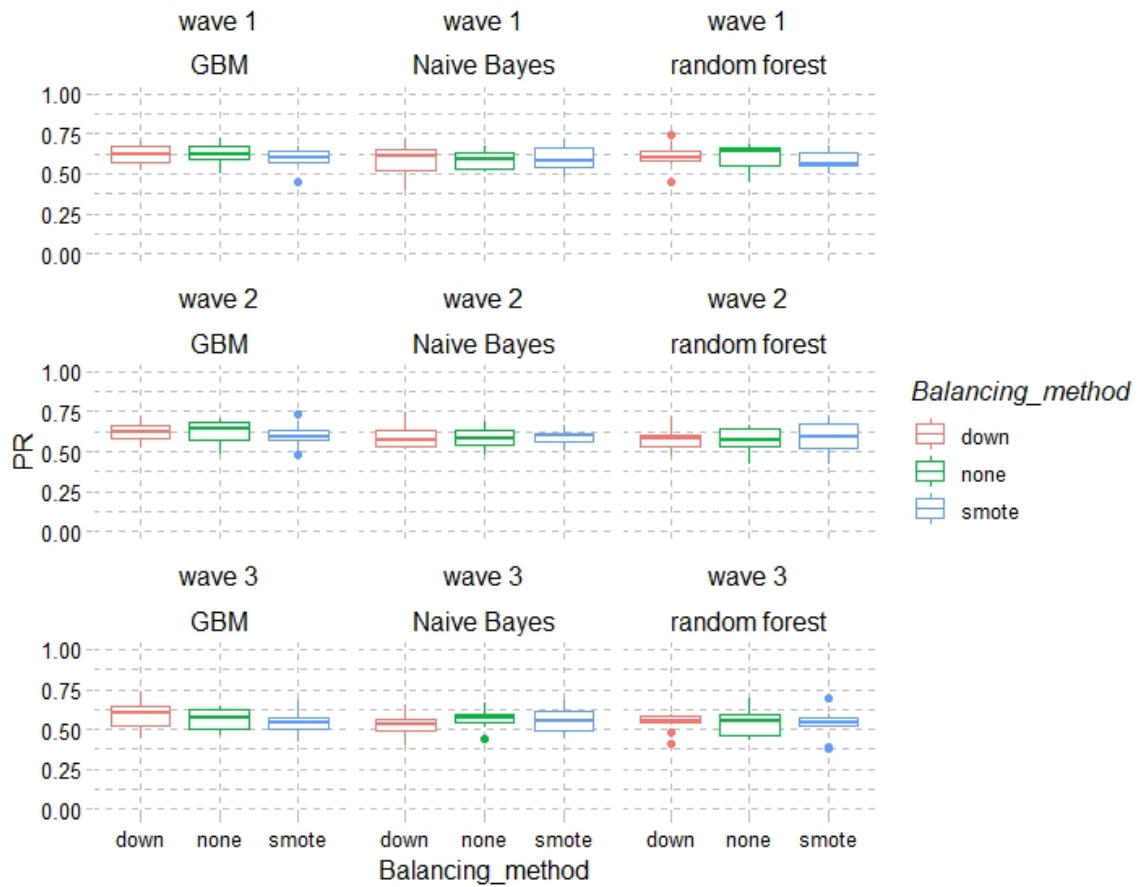 wave 1 wave 1 wave 1
GBM Naive Bayes random forest
1.00
0.75
0.50
0.25
0.00
wave 2 wave 2 wave 2
GBM Naive Bayes random forest
1.00
0.75
0.50
0.25
0.00
PR
wave 3 wave 3 wave 3
GBM Naive Bayes random forest
1.00
0.75
0.50
0.25
0.00
down none smote down none smote down none smote
Balancing_method
Balancing_method
down
none
smote